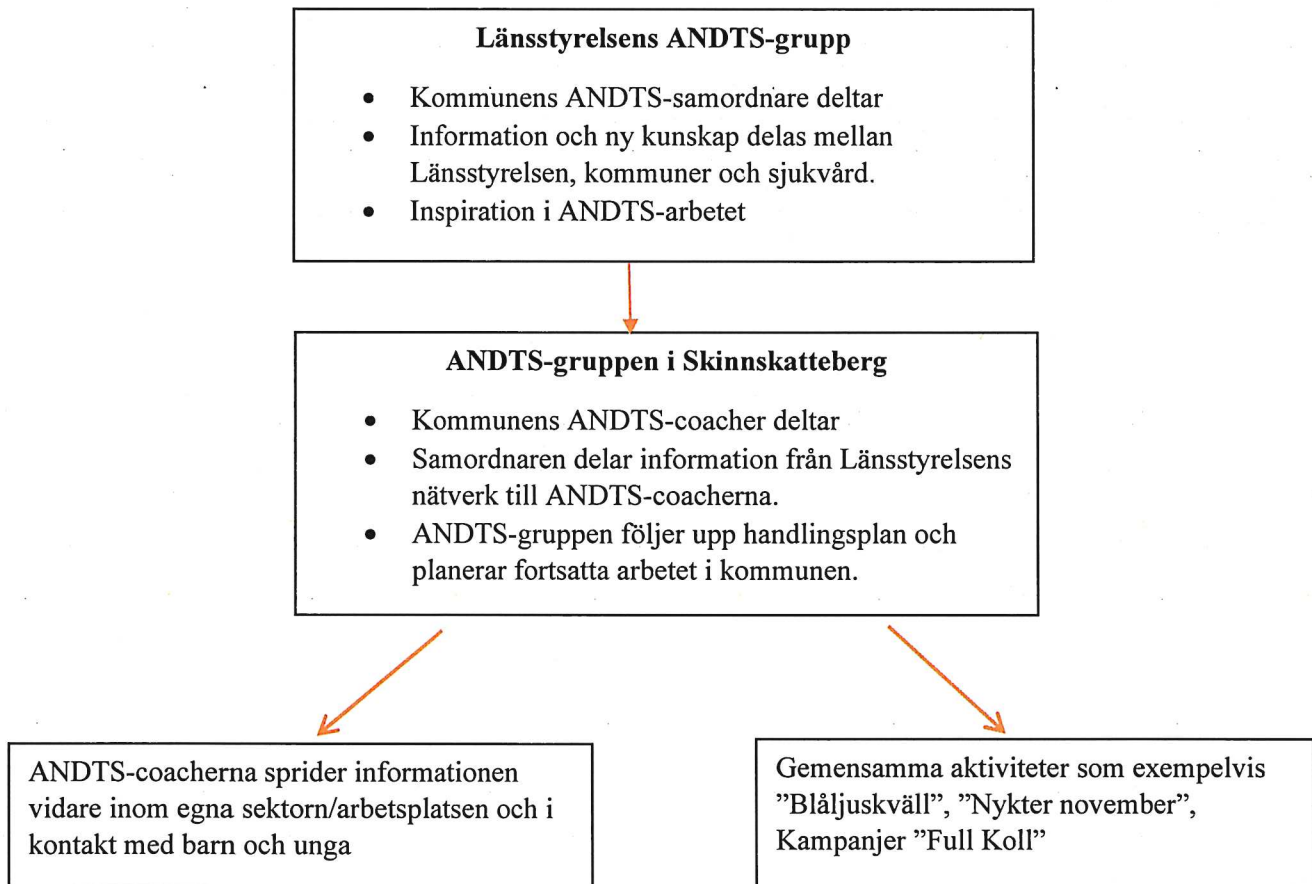 Länsstyrelsens ANDTS-grupp
• Kommunens ANDTS-samordnare deltar
• Information och ny kunskap delas mellan
Länsstyrelsen, kommuner och sjukvård.
• Inspiration i ANDTS-arbetet
ANDTS-gruppen i Skinnskatteberg
• Kommunens ANDTS-coacher deltar
• Samordnaren delar information från Länsstyrelsens
nätverk till ANDTS-coacherna.
• ANDTS-gruppen följer upp handlingsplan och
planerar fortsatta arbetet i kommunen.
ANDTS-coacherna sprider informationen
vidare inom egna sektorn/arbetsplatsen och i
kontakt med barn och unga
Gemensamma aktiviteter som exempelvis
”Blåljuskväll”, ”Nykter november”,
Kampanjer ”Full Koll”